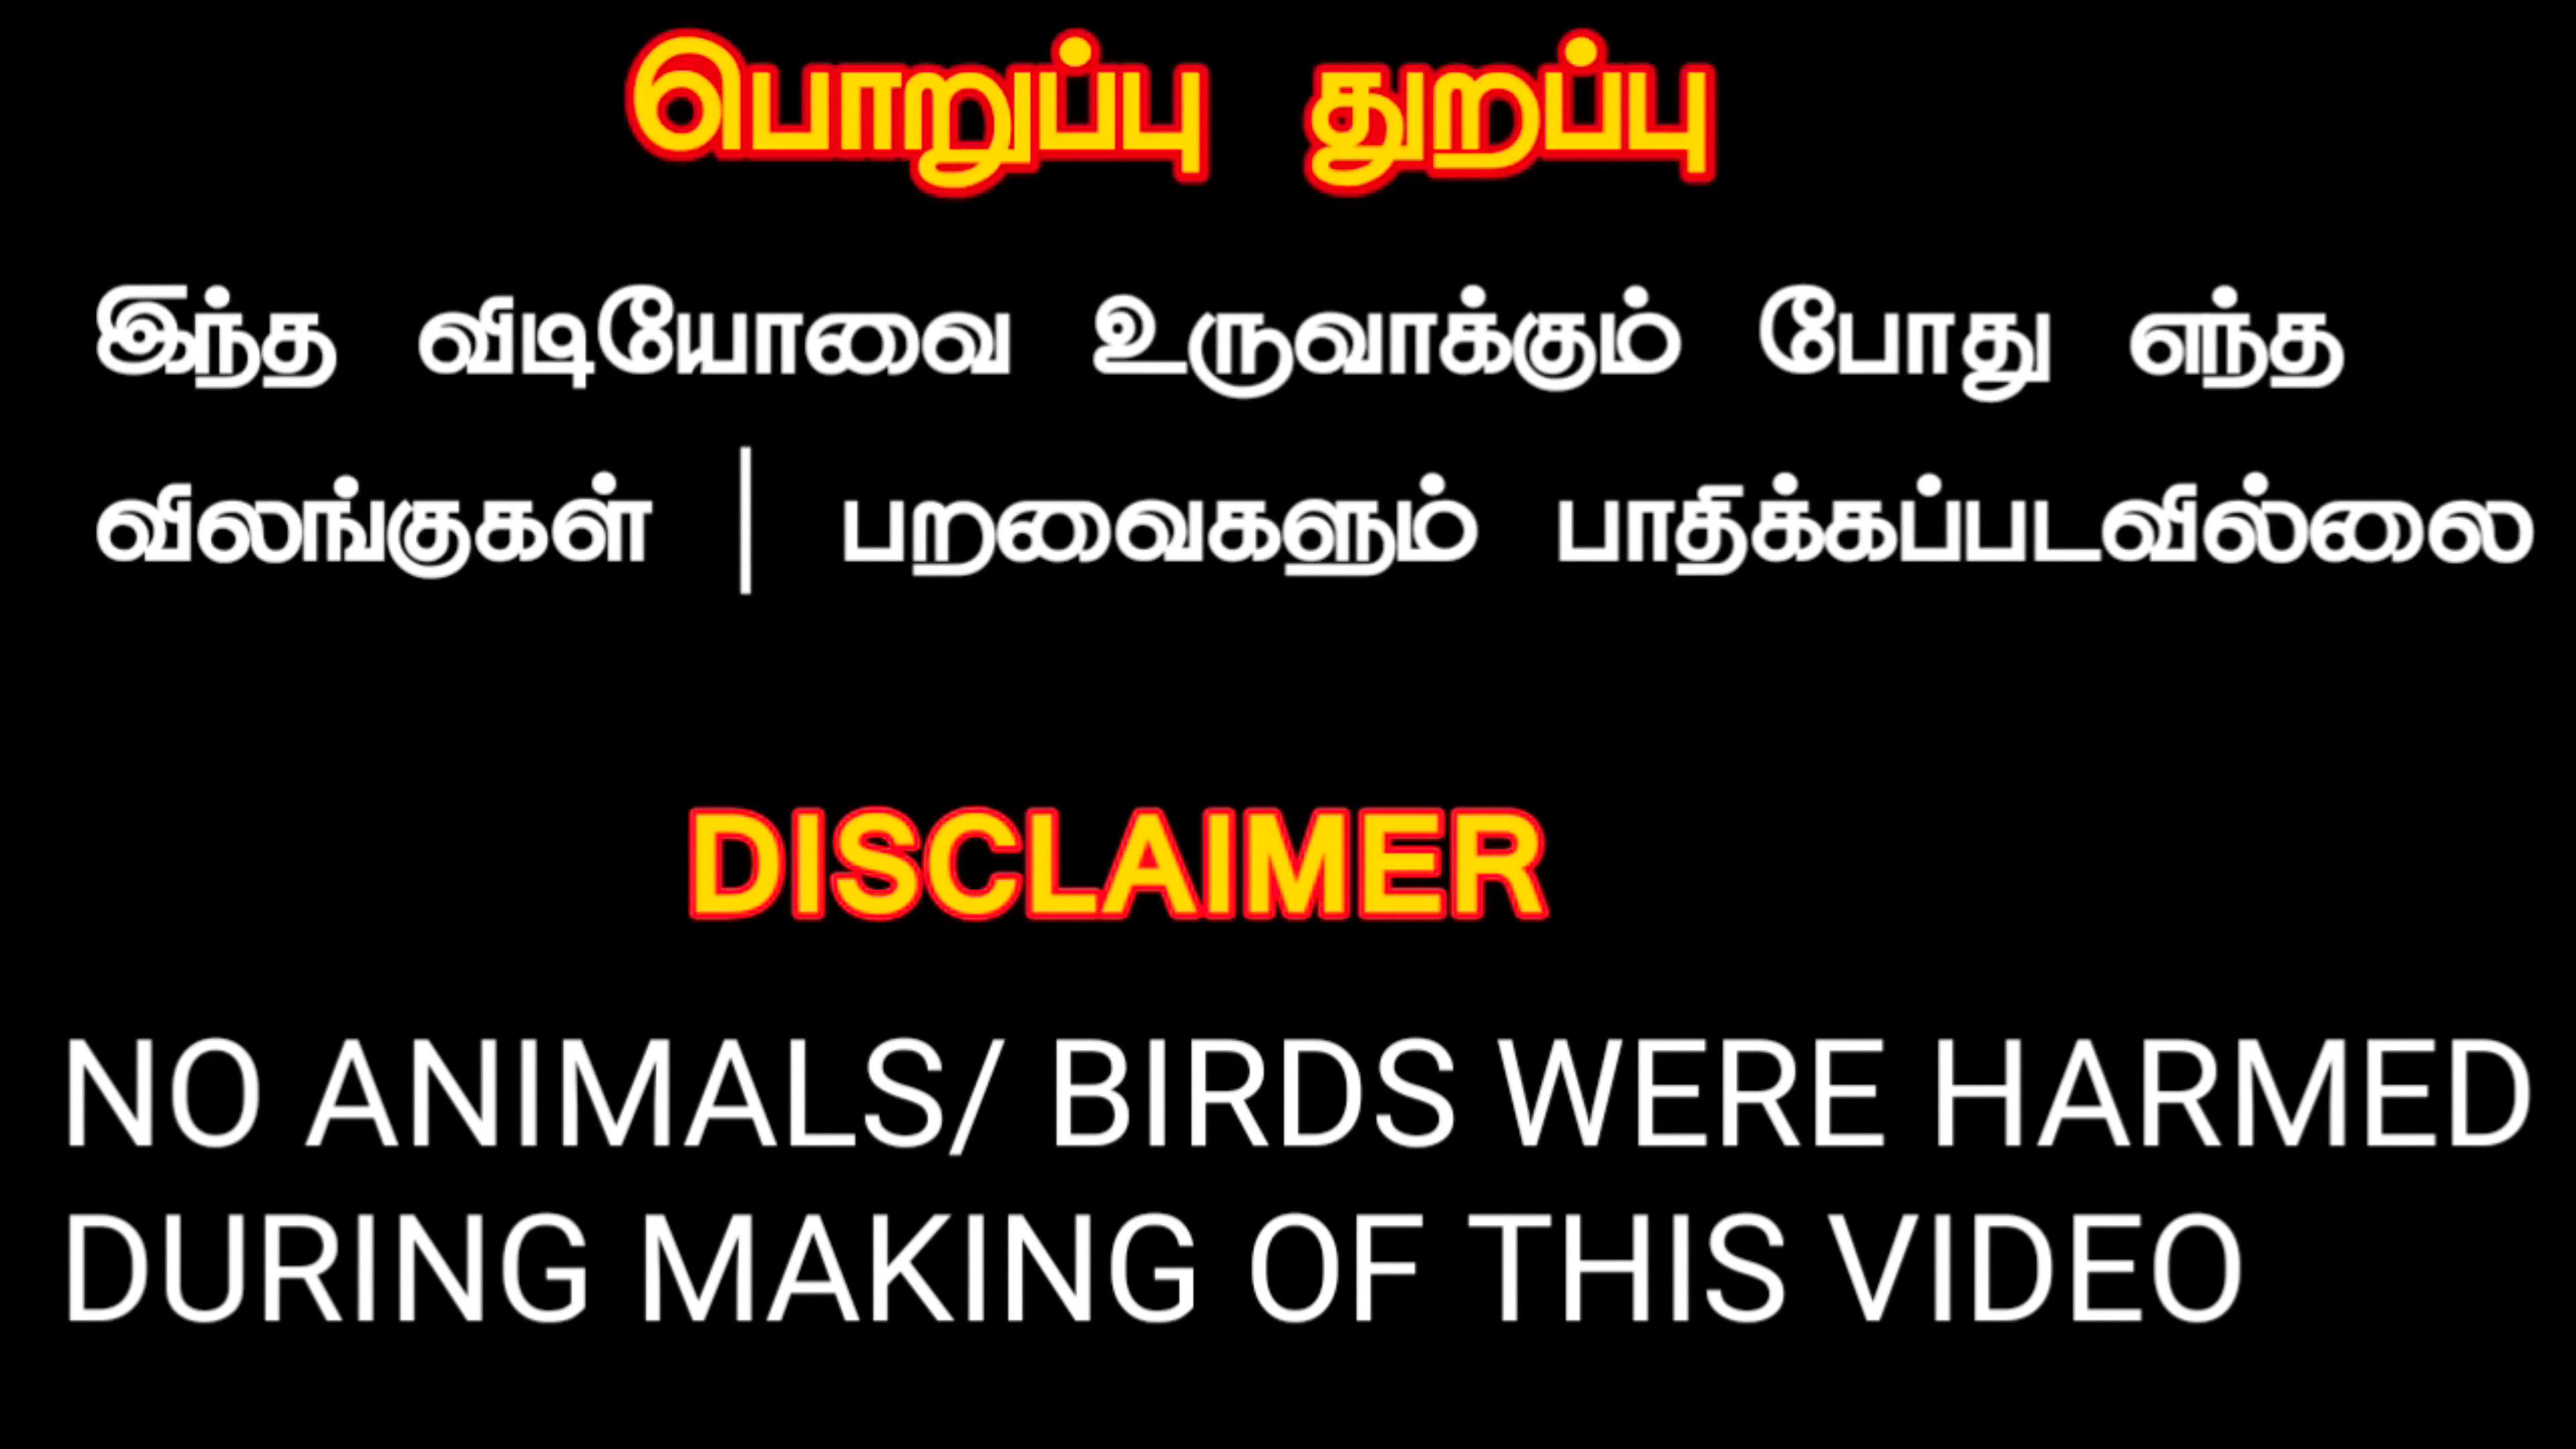 பொறுப்பு துறப்பு
இந்த விடியோவை உருவாக்கும் போது எந்த
விலங்குகள் | பறவைகளும் பாதிக்கப்படவில்லை
DISCLAIMER
NO ANIMALS/ BIRDS WERE HARMED
DURING MAKING OF THIS VIDEO